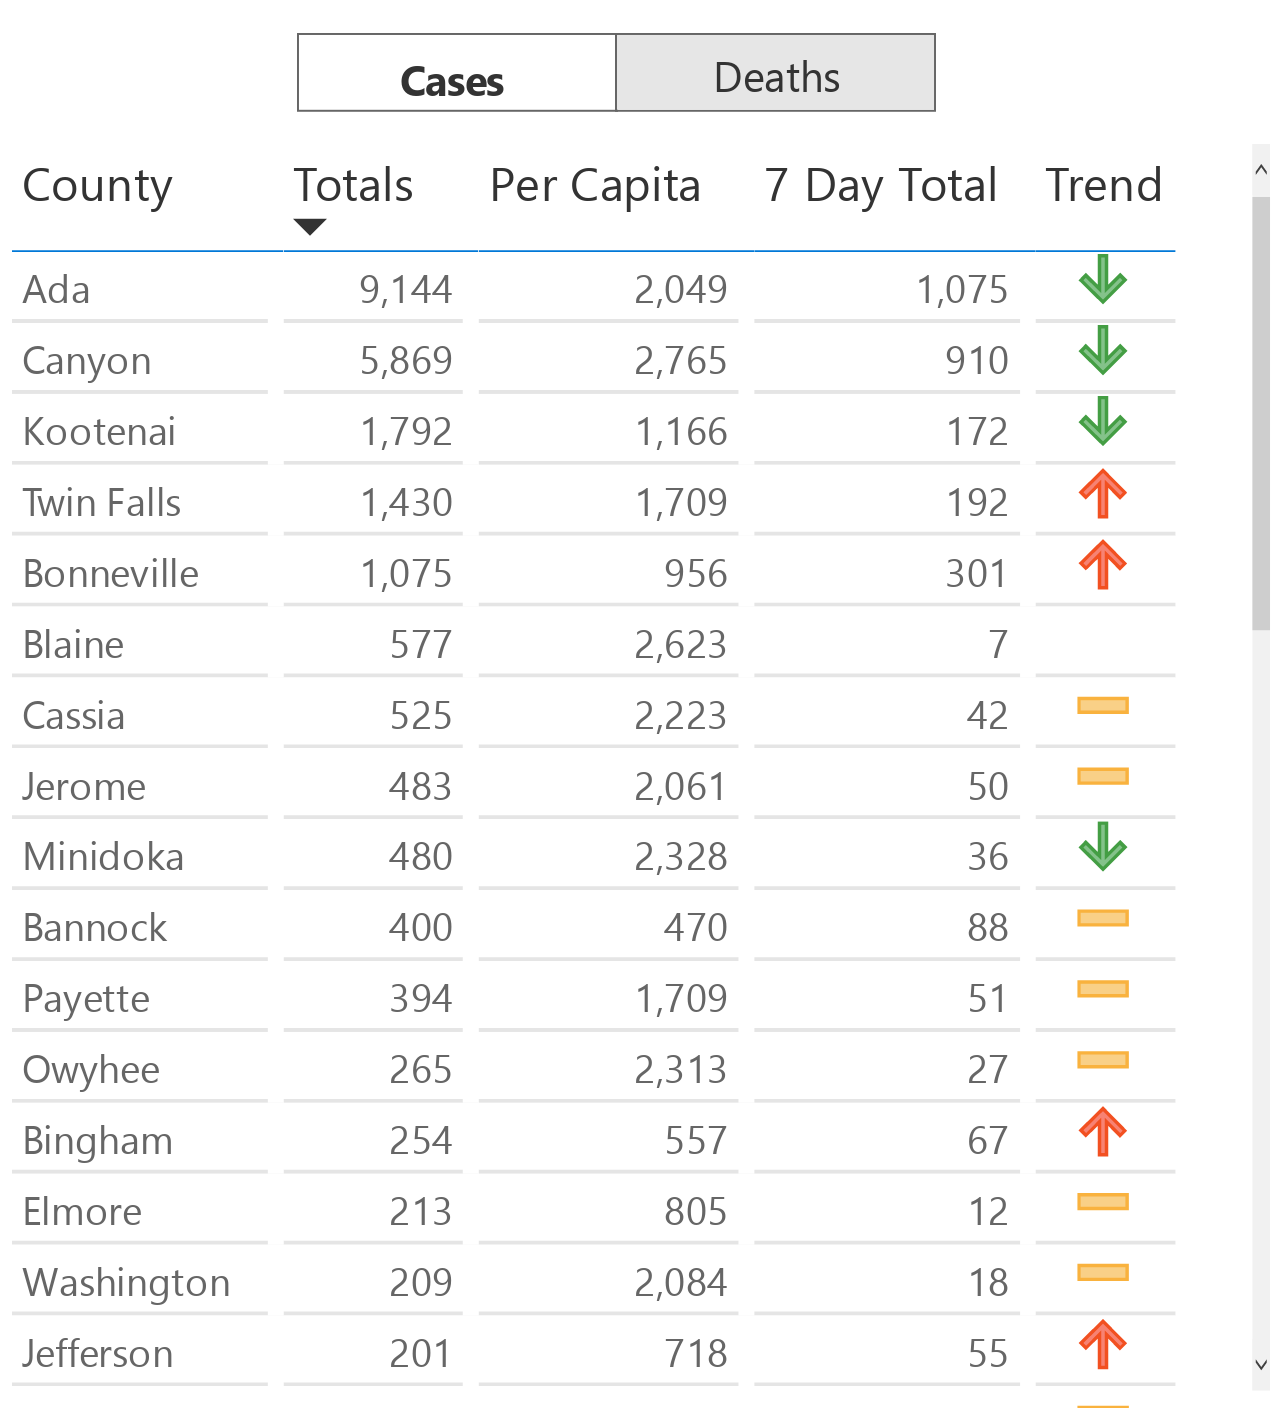 Cases Deaths
County Totals Per Capita 7 Day Total Trend
Ada 9,144 2,049 1,075
Canyon 5,869 2,765 910
Kootenai 1,792 1,166 172
Twin Falls 1,430 1,709 192
Bonneville 1,075 956 301
Blaine 577 2,623 7
Cassia 525 2,223 42
Jerome 483 2,061 50
Minidoka 480 2,328 36
Bannock 400 470 88
Payette 394 1,709 51
Owyhee 265 2,313 27
Bingham 254 557 67
Elmore 213 805 12
Washington 209 2,084 18
Jefferson 201 718 55